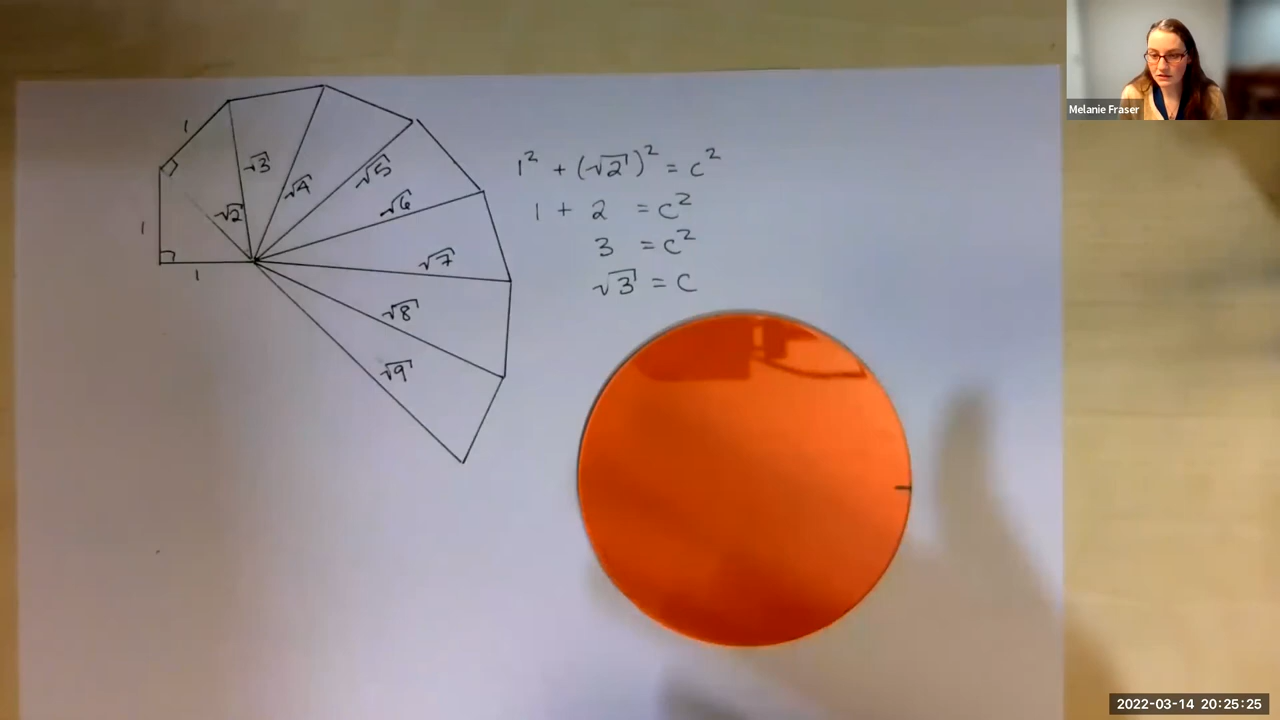 Melanie Fraser
1
1
1
√2
√3
√4
√5
√6
√7
√8
√9
1² + (√2)² = c²
1 + 2 = c²
3 = c²
√3 = c
2022-03-14 20:25:25